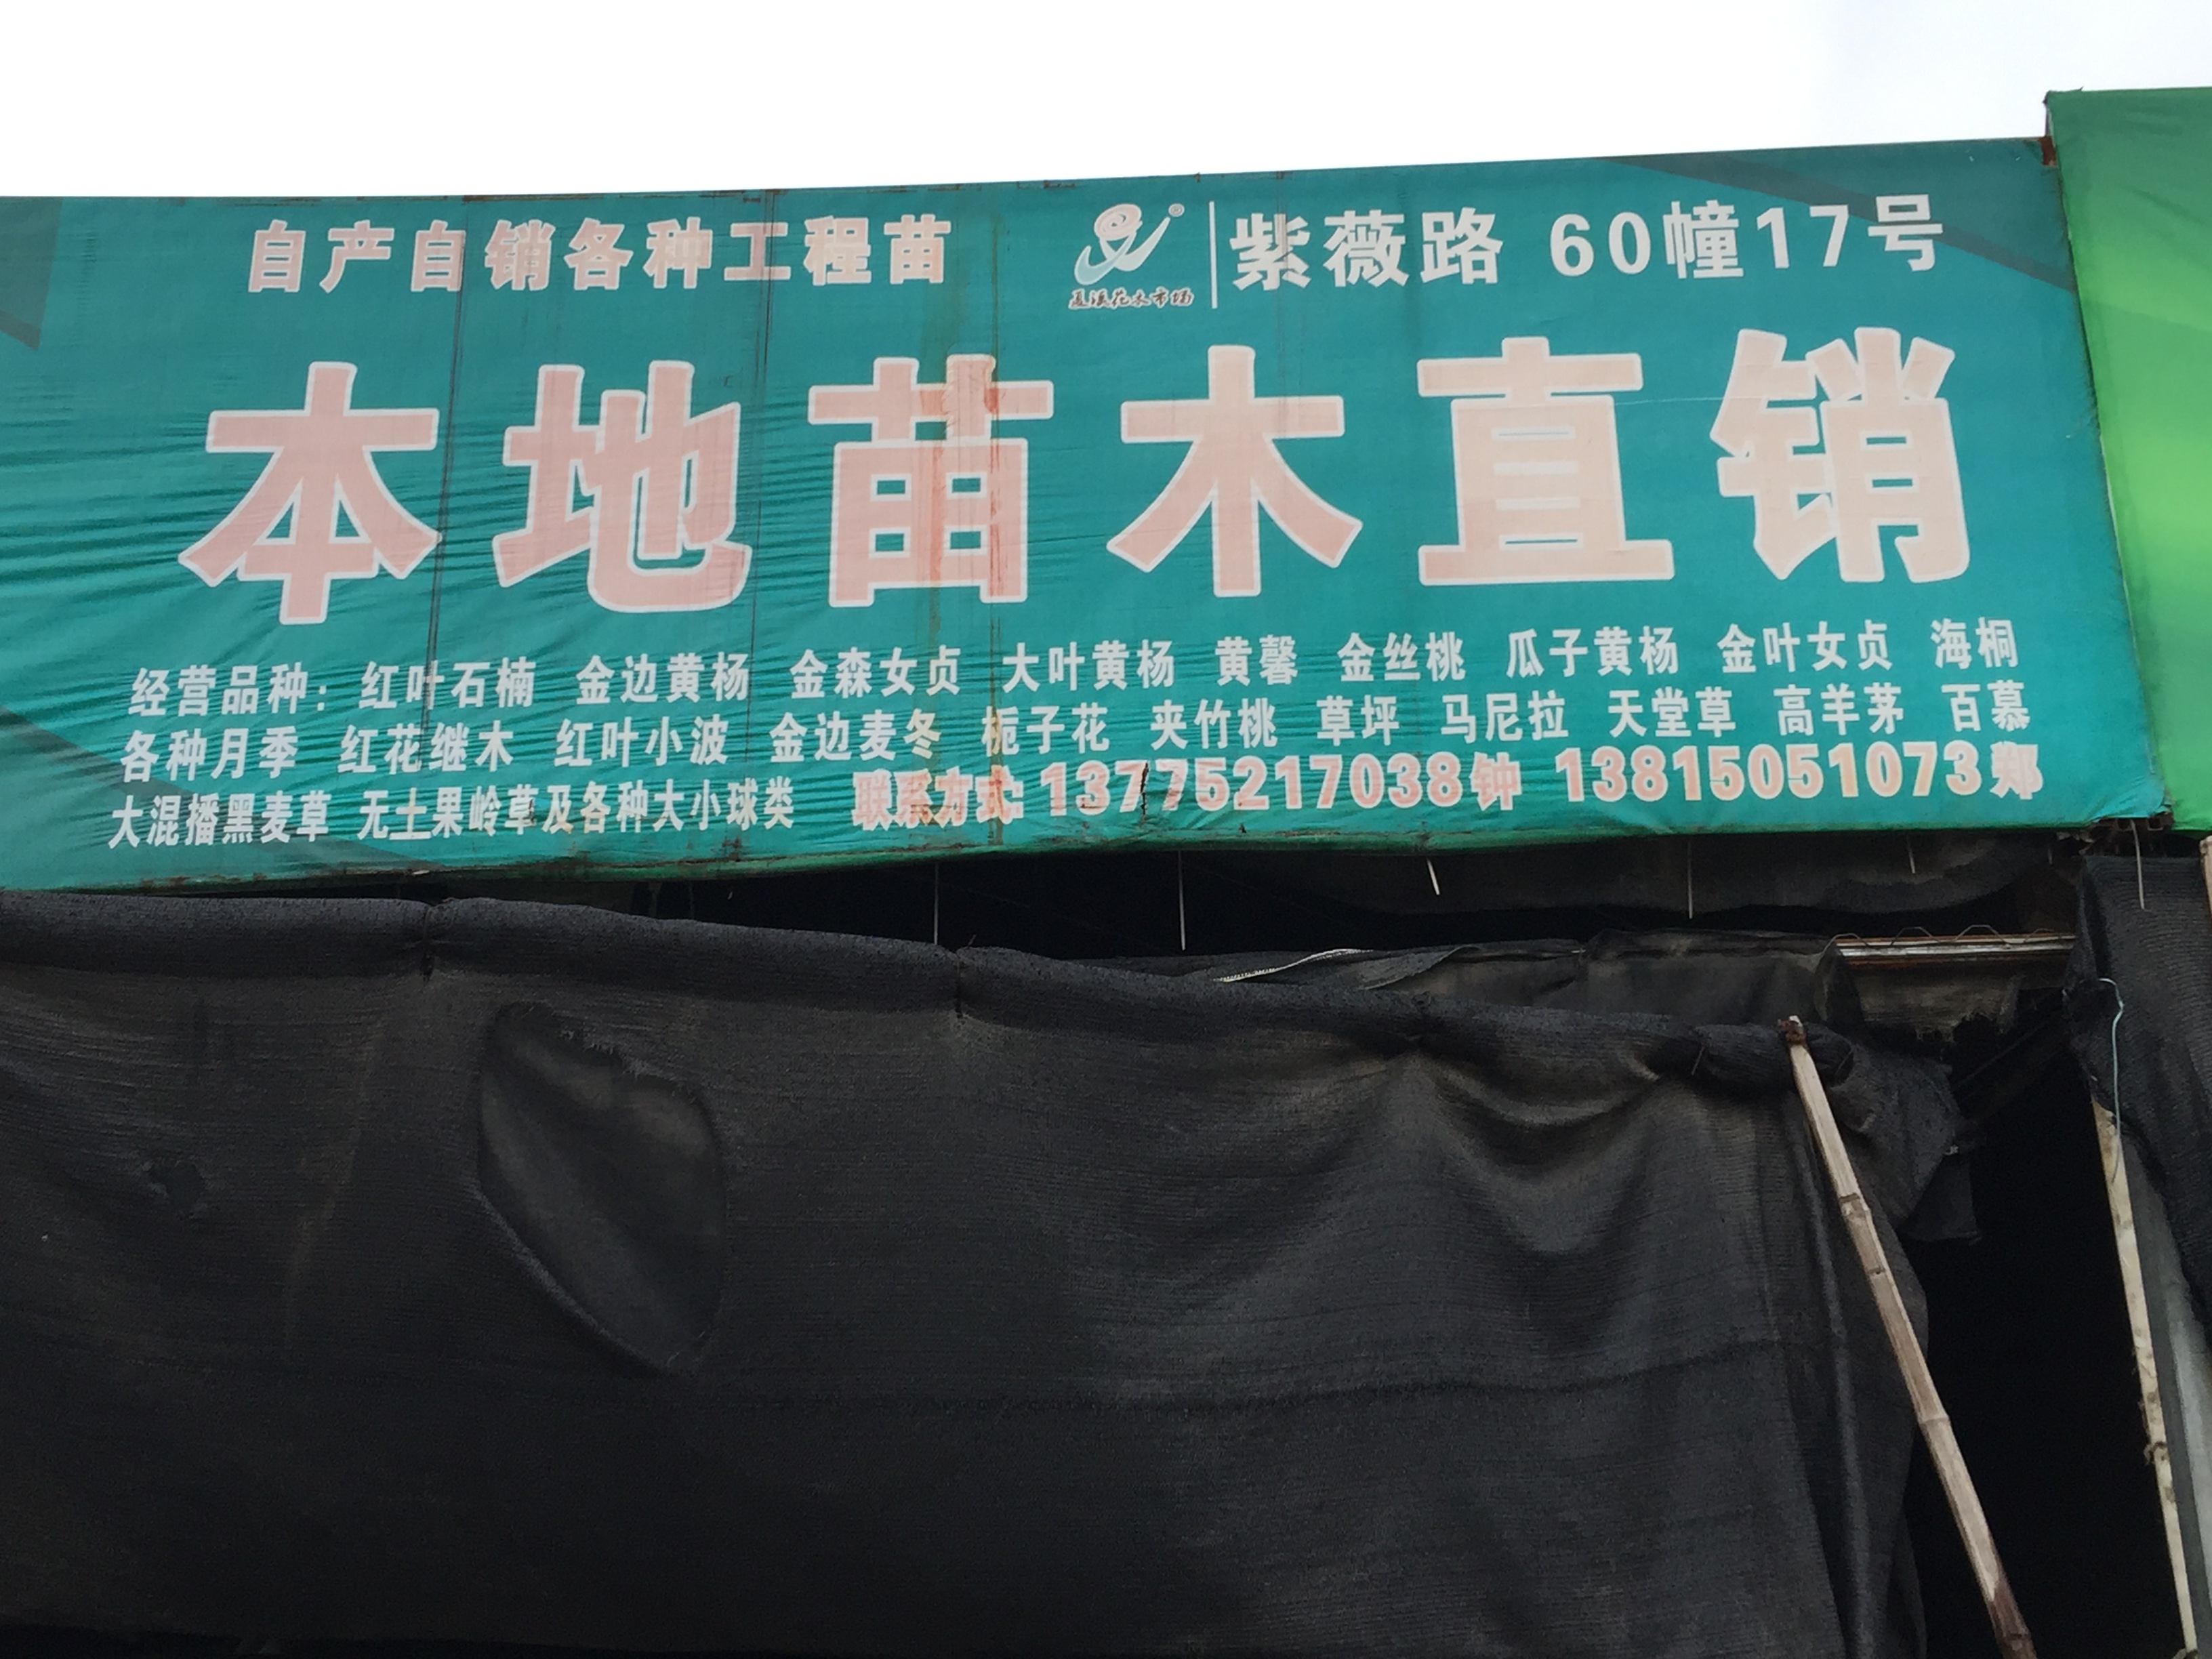 自产自销各种工程苗
夏溪花木市场
紫薇路 60幢17号
本地苗木直销
经营品种：红叶石楠 金边黄杨 金森女贞 大叶黄杨 黄馨 金丝桃 瓜子黄杨 金叶女贞 海桐
各种月季 红花继木 红叶小波 金边麦冬 栀子花 夹竹桃 草坪 马尼拉 天堂草 高羊茅 百慕
大混播黑麦草 无土果岭草及各种大小球类 联系方式：13775217038钟 13815051073郑